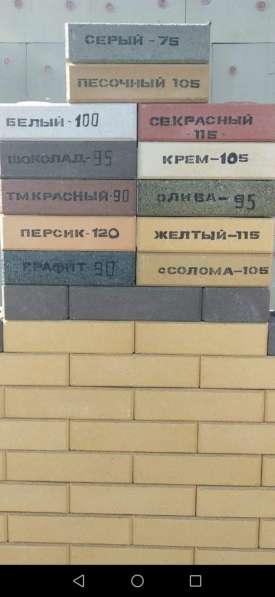 СЕРЫЙ-75
ПЕСОЧНЫЙ 105
БЕЛЫЙ-100
СВ.КРАСНЫЙ
-115-
ШОКОЛАД-95
КРЕМ-105
ТМ.КРАСНЫЙ-90
ОЛИВА-95
ПЕРСИК-120
ЖЕЛТЫЙ-115
ГРАФИТ-90
СОЛОМА-105